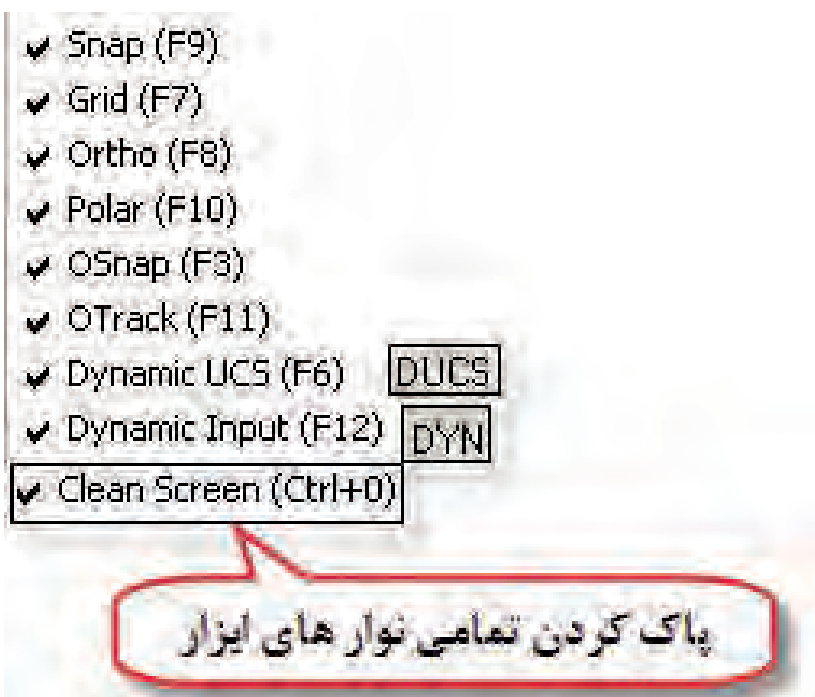 Snap (F9)
Grid (F7)
Ortho (F8)
Polar (F10)
OSnap (F3)
OTrack (F11)
Dynamic UCS (F6) DUCS
Dynamic Input (F12) DYN
Clean Screen (Ctrl+0)
پاک کردن تمامی نوار های ابزار